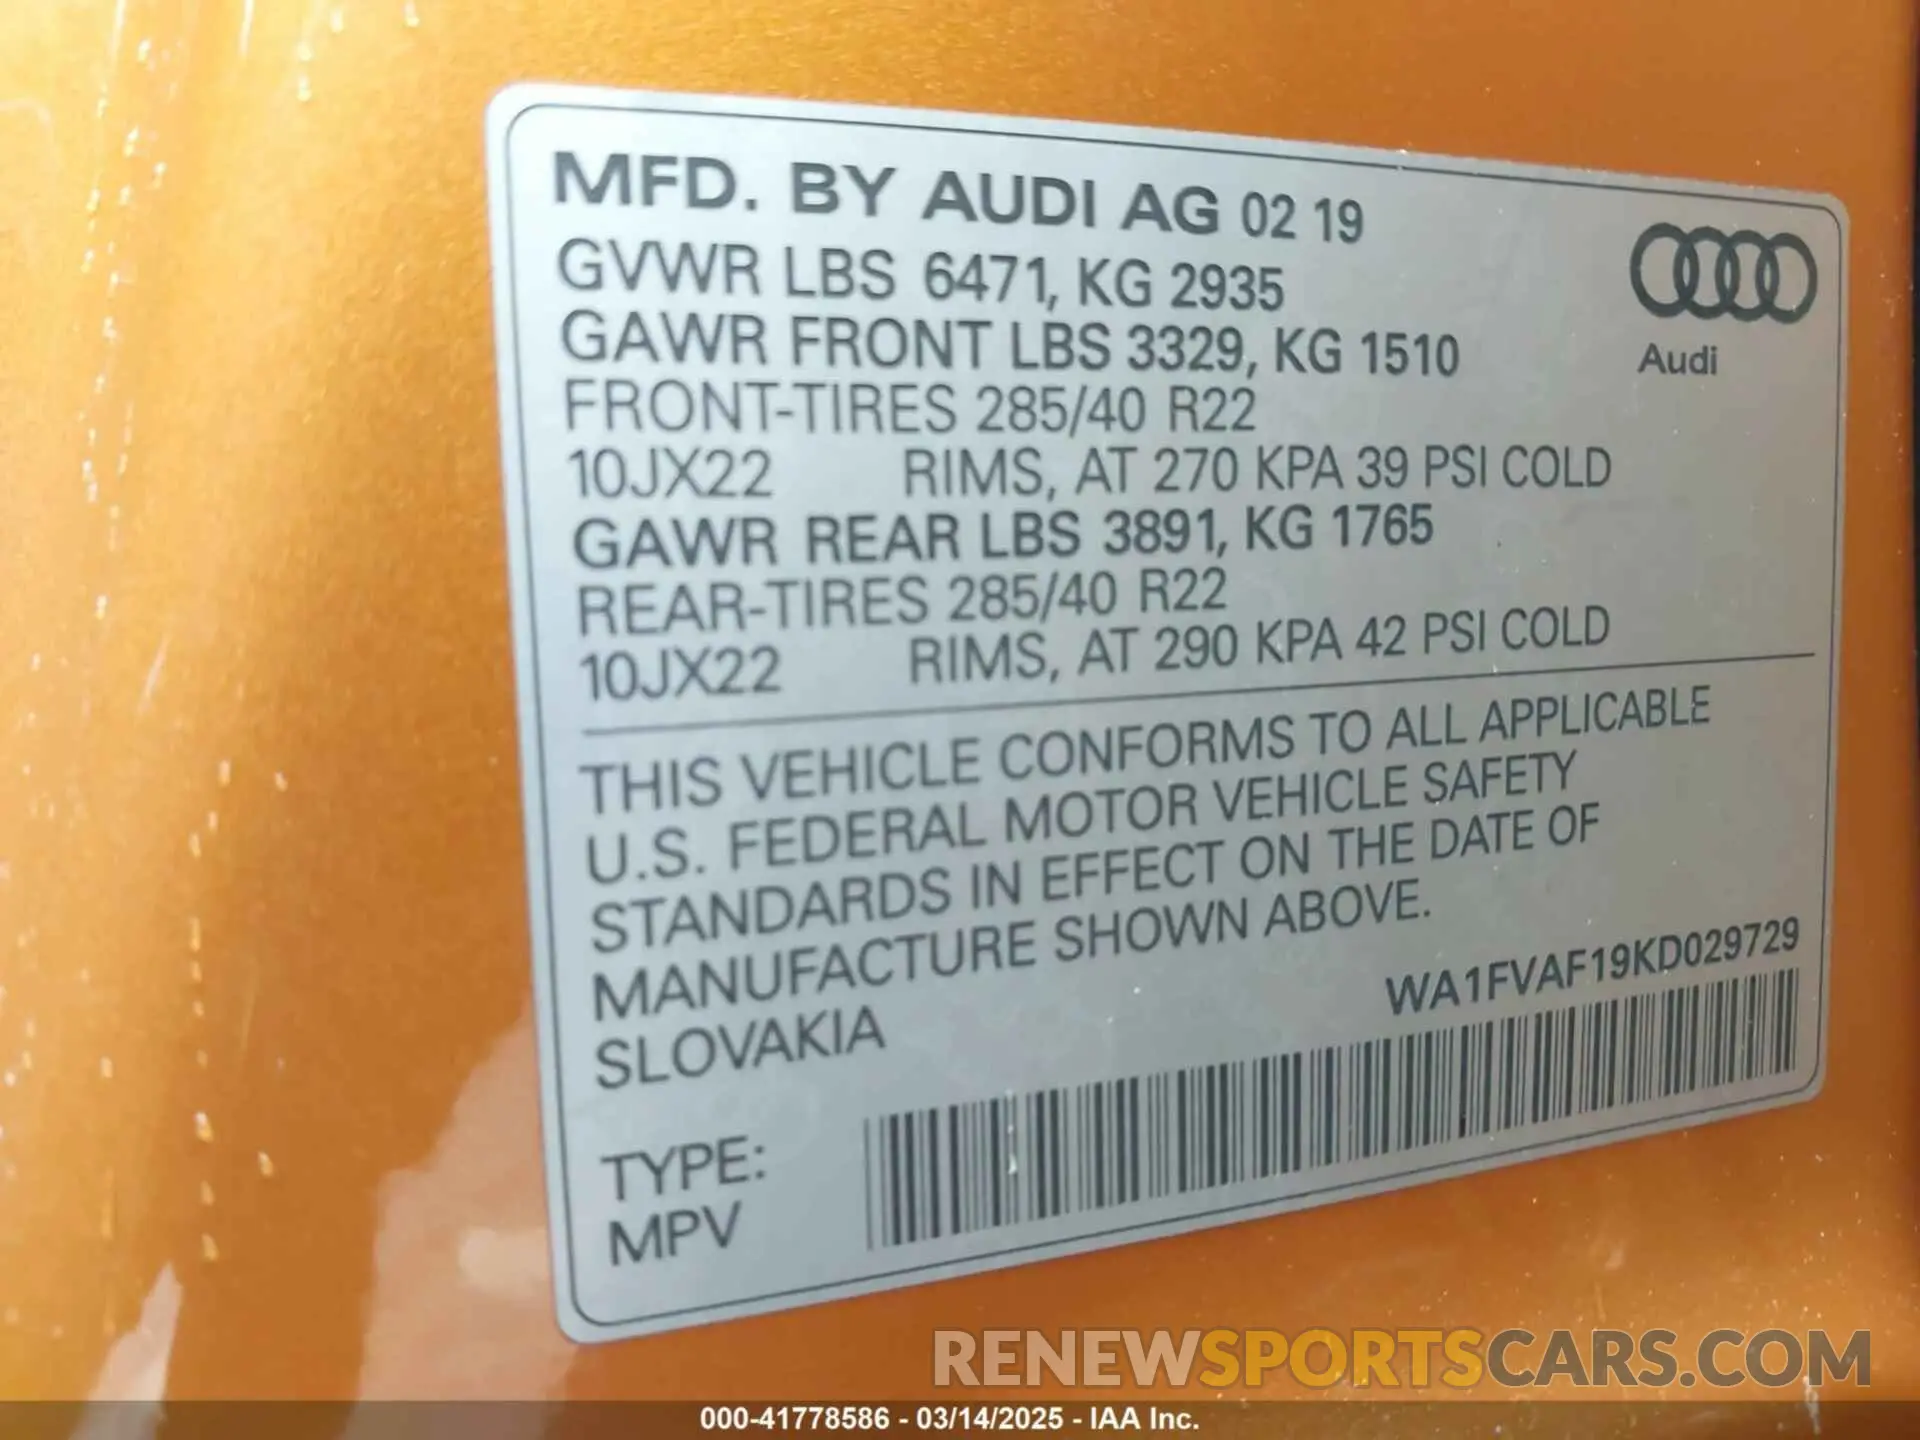 MFD. BY AUDI AG 02 19
GVWR LBS 6471, KG 2935
GAWR FRONT LBS 3329, KG 1510
FRONT-TIRES 285/40 R22
10JX22 RIMS, AT 270 KPA 39 PSI COLD
GAWR REAR LBS 3891, KG 1765
REAR-TIRES 285/40 R22
10JX22 RIMS, AT 290 KPA 42 PSI COLD
Audi
THIS VEHICLE CONFORMS TO ALL APPLICABLE
U.S. FEDERAL MOTOR VEHICLE SAFETY
STANDARDS IN EFFECT ON THE DATE OF
MANUFACTURE SHOWN ABOVE.
SLOVAKIA
WA1FVAF19KD029729
TYPE:
MPV
RENEWSPORTSCARS.COM
000-41778586 - 03/14/2025 - IAA Inc.